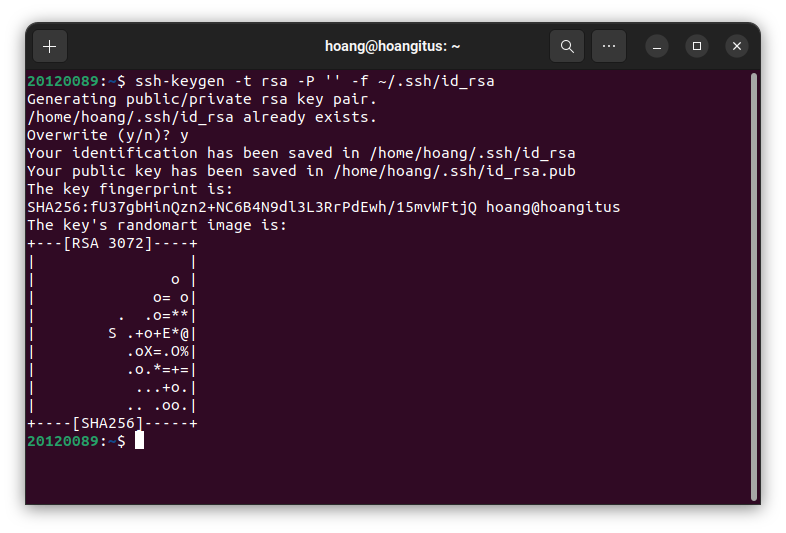 hoang@hoangitus: ~
20120089:~$ ssh-keygen -t rsa -P '' -f ~/.ssh/id_rsa
Generating public/private rsa key pair.
/home/hoang/.ssh/id_rsa already exists.
Overwrite (y/n)? y
Your identification has been saved in /home/hoang/.ssh/id_rsa
Your public key has been saved in /home/hoang/.ssh/id_rsa.pub
The key fingerprint is:
SHA256:fU37gbHinQzn2+NC6B4N9dl3L3RrPdEwh/15mvWFtjQ hoang@hoangitus
The key's randomart image is:
+---[RSA 3072]----+
|                 |
|               o |
|             o= o|
|         .  .o=**|
|        S .+o+E*@|
|          .oX=.O%|
|          .o.*=+=|
|           ...+o.|
|          .. .oo.|
+----[SHA256]-----+
20120089:~$